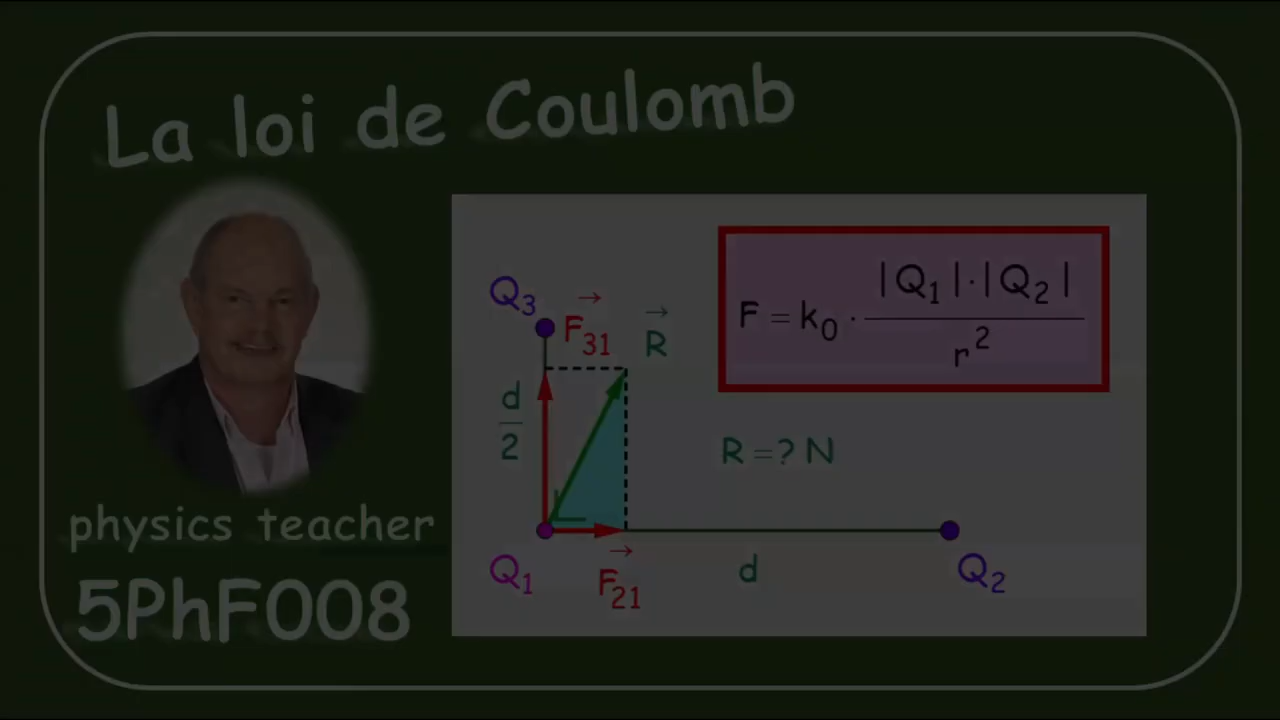 La loi de Coulomb
physics teacher
5PhF008
Q₃
F₃₁
R
d
2
Q₁
F₂₁
d
Q₂
F = k₀ · |Q₁|·|Q₂|
r²
R = ? N